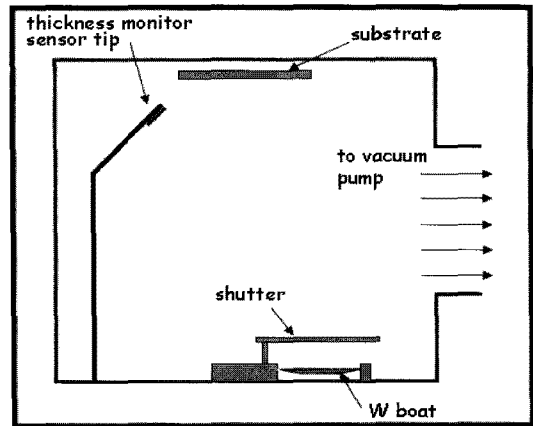 thickness monitor
sensor tip
substrate
to vacuum
pump
shutter
W boat